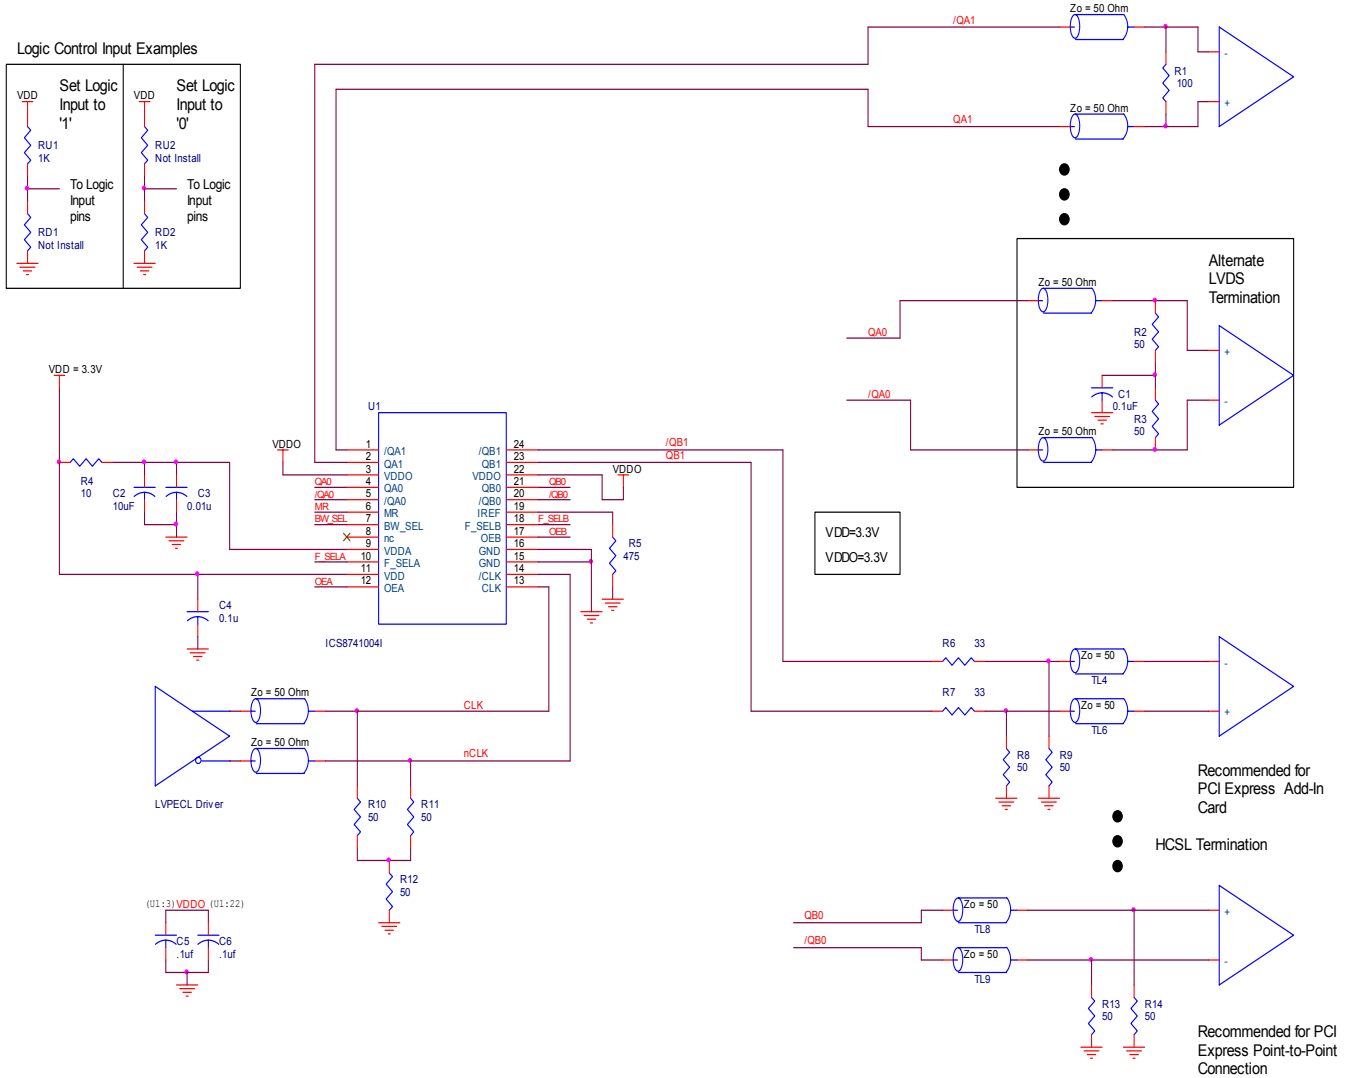 Logic Control Input Examples
Set Logic
Input to
'1'
VDD
RU1
1K
To Logic
Input
pins
RD1
Not Install
Set Logic
Input to
'0'
VDD
RU2
Not Install
To Logic
Input
pins
RD2
1K
/QA1
Zo = 50 Ohm
R1
100
-
+
QA1
Zo = 50 Ohm
Alternate
LVDS
Termination
Zo = 50 Ohm
QA0
R2
50
+
C1
0.1uF
/QA0
R3
50
-
Zo = 50 Ohm
VDD = 3.3V
R4
10
C2
10uF
C3
0.01u
C4
0.1u
U1
VDDO
QA0
/QA0
MR
BW_SEL
F_SELA
OEA
1
2
3
4
5
6
7
8
9
10
11
12
/QA1
QA1
VDDO
QA0
/QA0
MR
BW_SEL
nc
VDDA
F_SELA
VDD
OEA
/QB1
QB1
VDDO
QB0
/QB0
IREF
F_SELB
OEB
GND
GND
/CLK
CLK
24
23
22
21
20
19
18
17
16
15
14
13
/QB1
QB1
VDDO
QB0
/QB0
F_SELB
OEB
R5
475
ICS8741004I
VDD=3.3V
VDDO=3.3V
R6 33
Zo = 50
TL4
-
R7 33
Zo = 50
TL6
+
R8
50
R9
50
Recommended for
PCI Express Add-In
Card
HCSL Termination
Zo = 50 Ohm
CLK
Zo = 50 Ohm
nCLK
LVPECL Driver
R10
50
R11
50
R12
50
(U1:3) VDDO (U1:22)
C5
.1uf
C6
.1uf
QB0
Zo = 50
TL8
+
/QB0
Zo = 50
TL9
-
R13
50
R14
50
Recommended for PCI
Express Point-to-Point
Connection